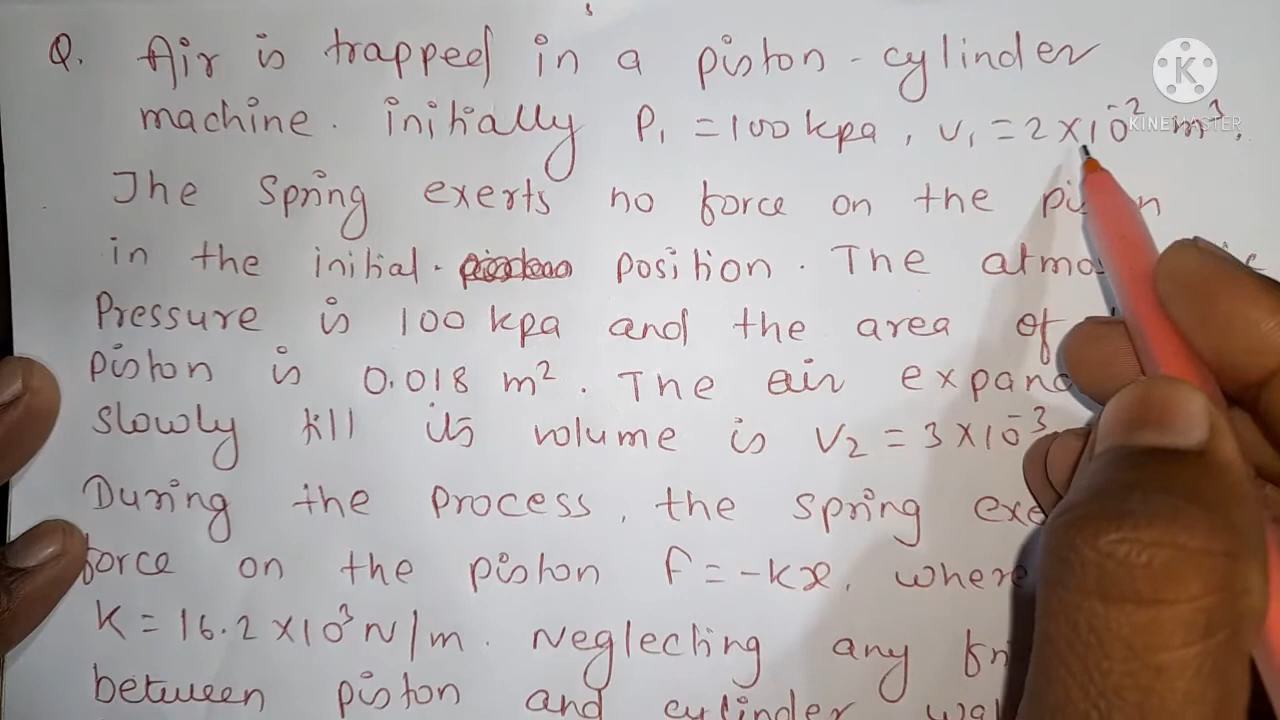 Q. Air is trapped in a piston-cylinder
machine. initially P₁ = 100 kpa, V₁ = 2×10⁻²
K
KINEMASTER
The spring exerts no force on the
in the initial. position. The
Pressure is 100 kpa and the area of
piston is 0.018 m². The air
slowly till its volume is V₂ = 3×10⁻³
During the process, the spring
force on the piston F = -kx, where
K = 16.2 ×10³ N/m. Neglecting any
between piston and cylinder